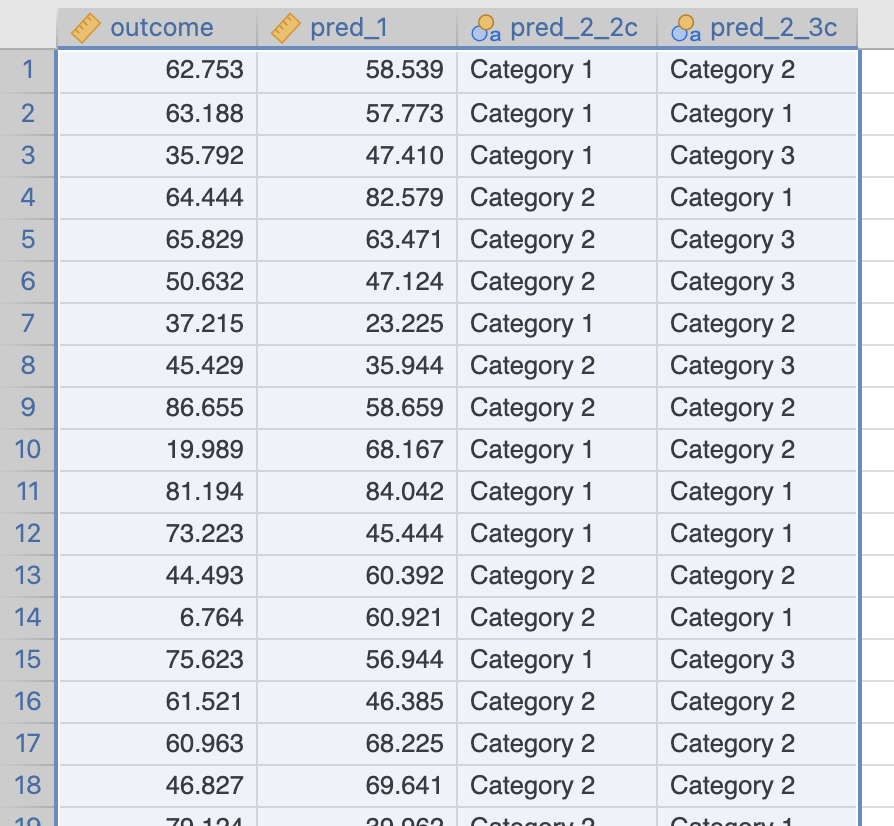 outcome pred_1 pred_2_2c pred_2_3c
1 62.753 58.539 Category 1 Category 2
2 63.188 57.773 Category 1 Category 1
3 35.792 47.410 Category 1 Category 3
4 64.444 82.579 Category 2 Category 1
5 65.829 63.471 Category 2 Category 3
6 50.632 47.124 Category 2 Category 3
7 37.215 23.225 Category 1 Category 2
8 45.429 35.944 Category 2 Category 3
9 86.655 58.659 Category 2 Category 2
10 19.989 68.167 Category 1 Category 2
11 81.194 84.042 Category 1 Category 1
12 73.223 45.444 Category 1 Category 1
13 44.493 60.392 Category 2 Category 2
14 6.764 60.921 Category 2 Category 1
15 75.623 56.944 Category 1 Category 3
16 61.521 46.385 Category 2 Category 2
17 60.963 68.225 Category 2 Category 2
18 46.827 69.641 Category 2 Category 2
19 79.124 39.962 Category 2 Category 1